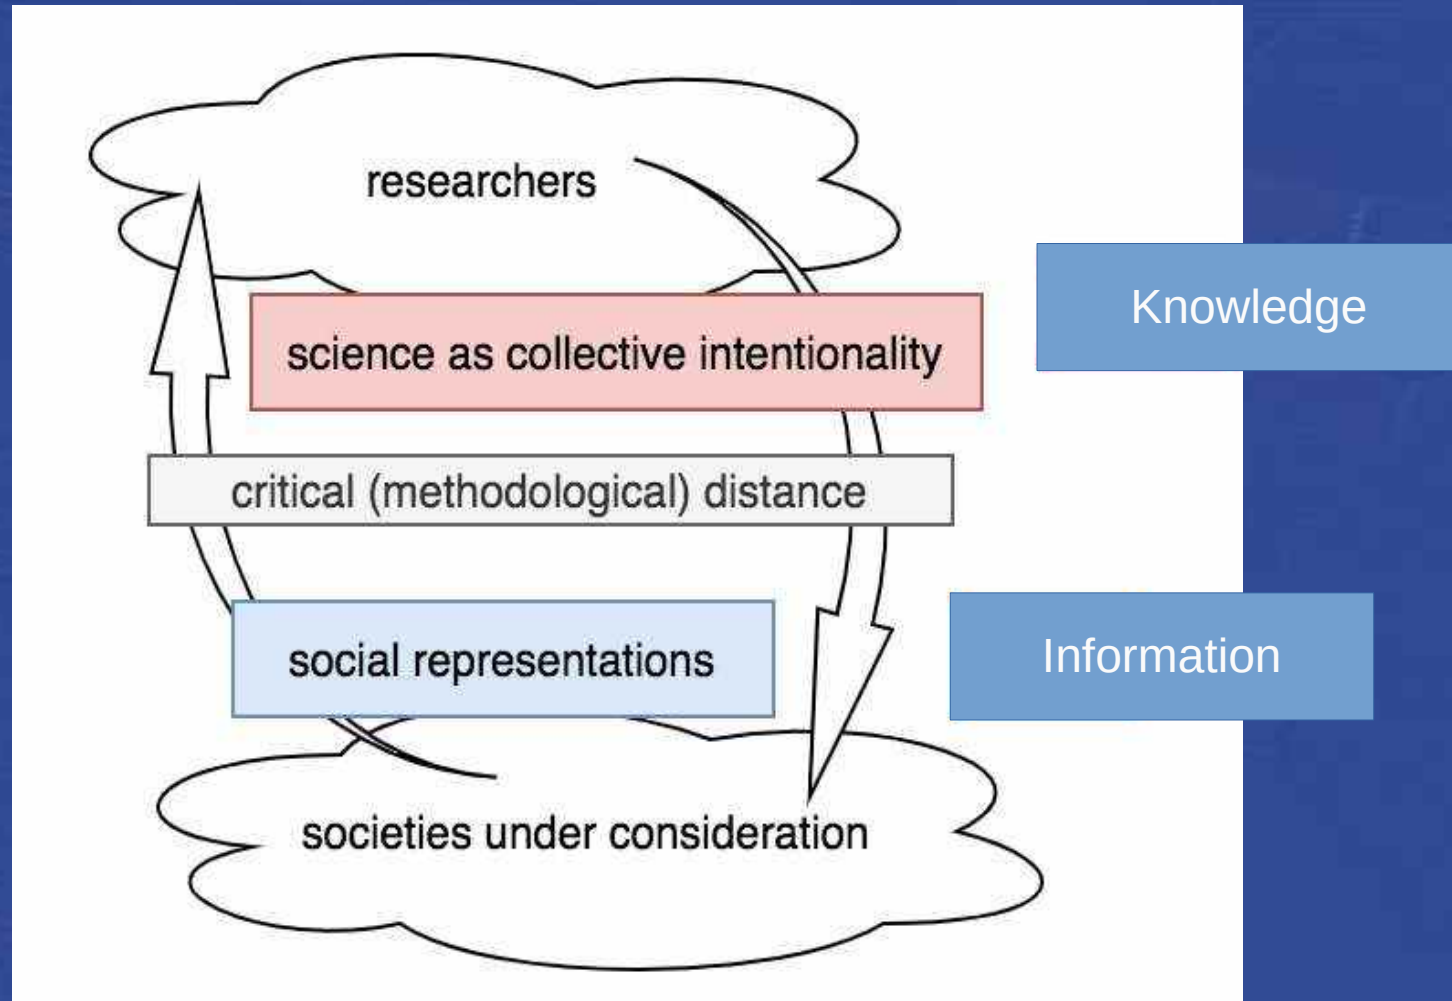 researchers
Knowledge
science as collective intentionality
critical (methodological) distance
Information
social representations
societies under consideration